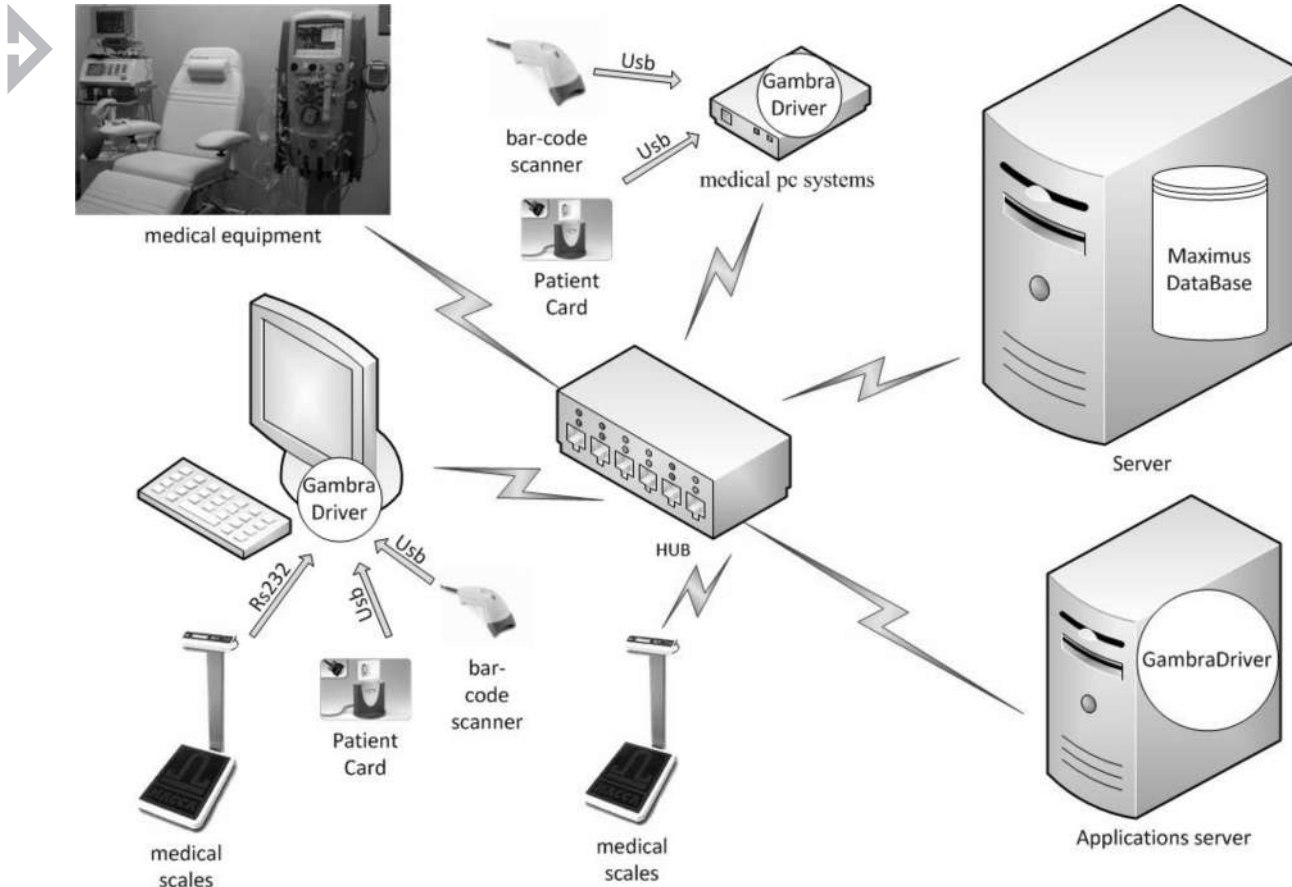 medical equipment
Usb
bar-code
scanner
Usb
Patient
Card
Gambra
Driver
medical pc systems
Maximus
DataBase
Server
HUB
Gambra
Driver
Rs232
Usb
Usb
bar-
code
scanner
Patient
Card
medical
scales
medical
scales
GambraDriver
Applications server